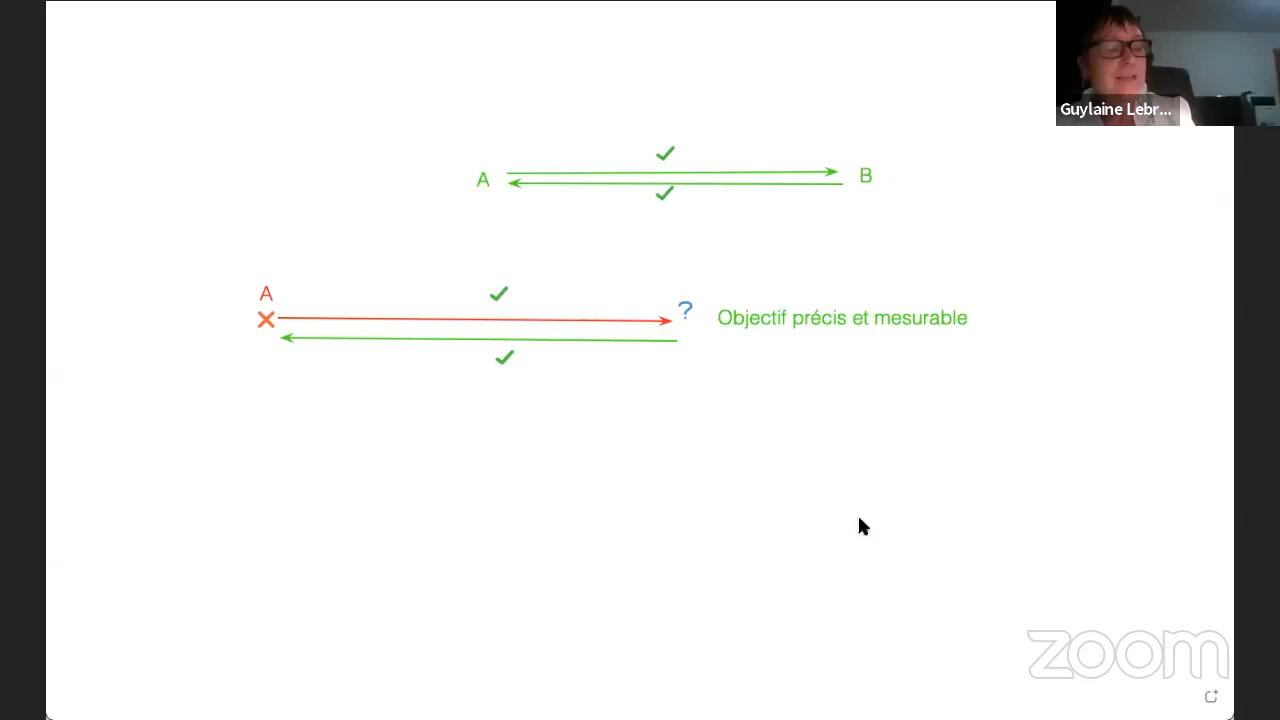 Guylaine Lebr...
A
B
A
? Objectif précis et mesurable
zoom